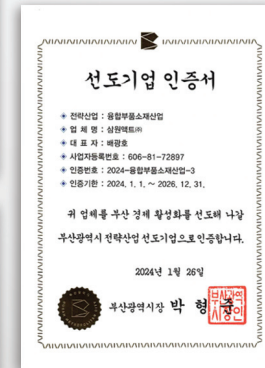 선도기업 인증서
전략산업 : 융합부품소재산업
업 체 명 : 삼원액트㈜
대 표 자 : 배광호
사업자등록번호 : 606-81-72897
인증번호 : 2024-융합부품소재산업-3
인증기한 : 2024. 1. 1. ~ 2026. 12. 31.
귀 업체를 부산 경제 활성화를 선도해 나갈
부산광역시 전략산업 선도기업으로 인증합니다.
2024년 1월 26일
부산광역시장 박 형 준